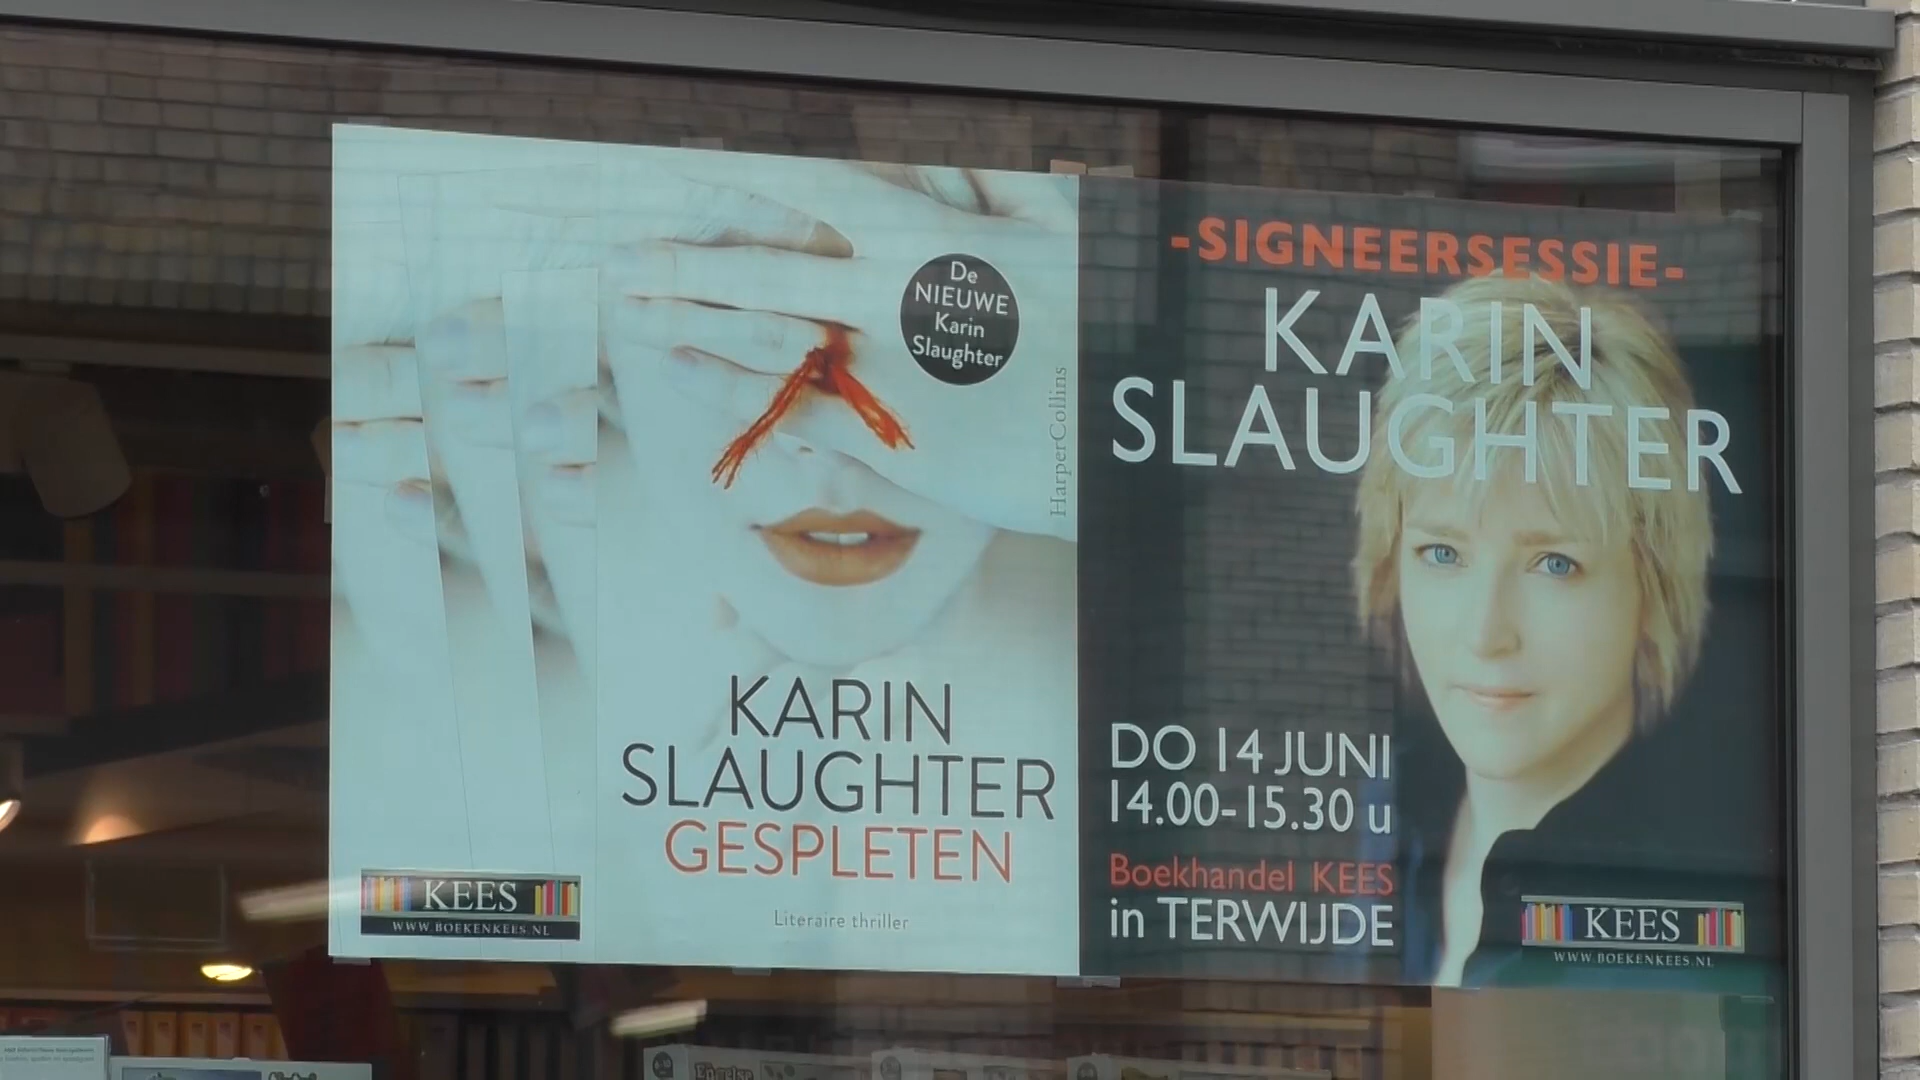 De
NIEUWE
Karin
Slaughter
HarperCollins
KARIN
SLAUGHTER
GESPLETEN
Literaire thriller
KEES
WWW.BOEKENKEES.NL
-SIGNEERSESSIE-
KARIN
SLAUGHTER
DO 14 JUNI
14.00-15.30 u
Boekhandel KEES
in TERWIJDE
KEES
WWW.BOEKENKEES.NL
Engelse